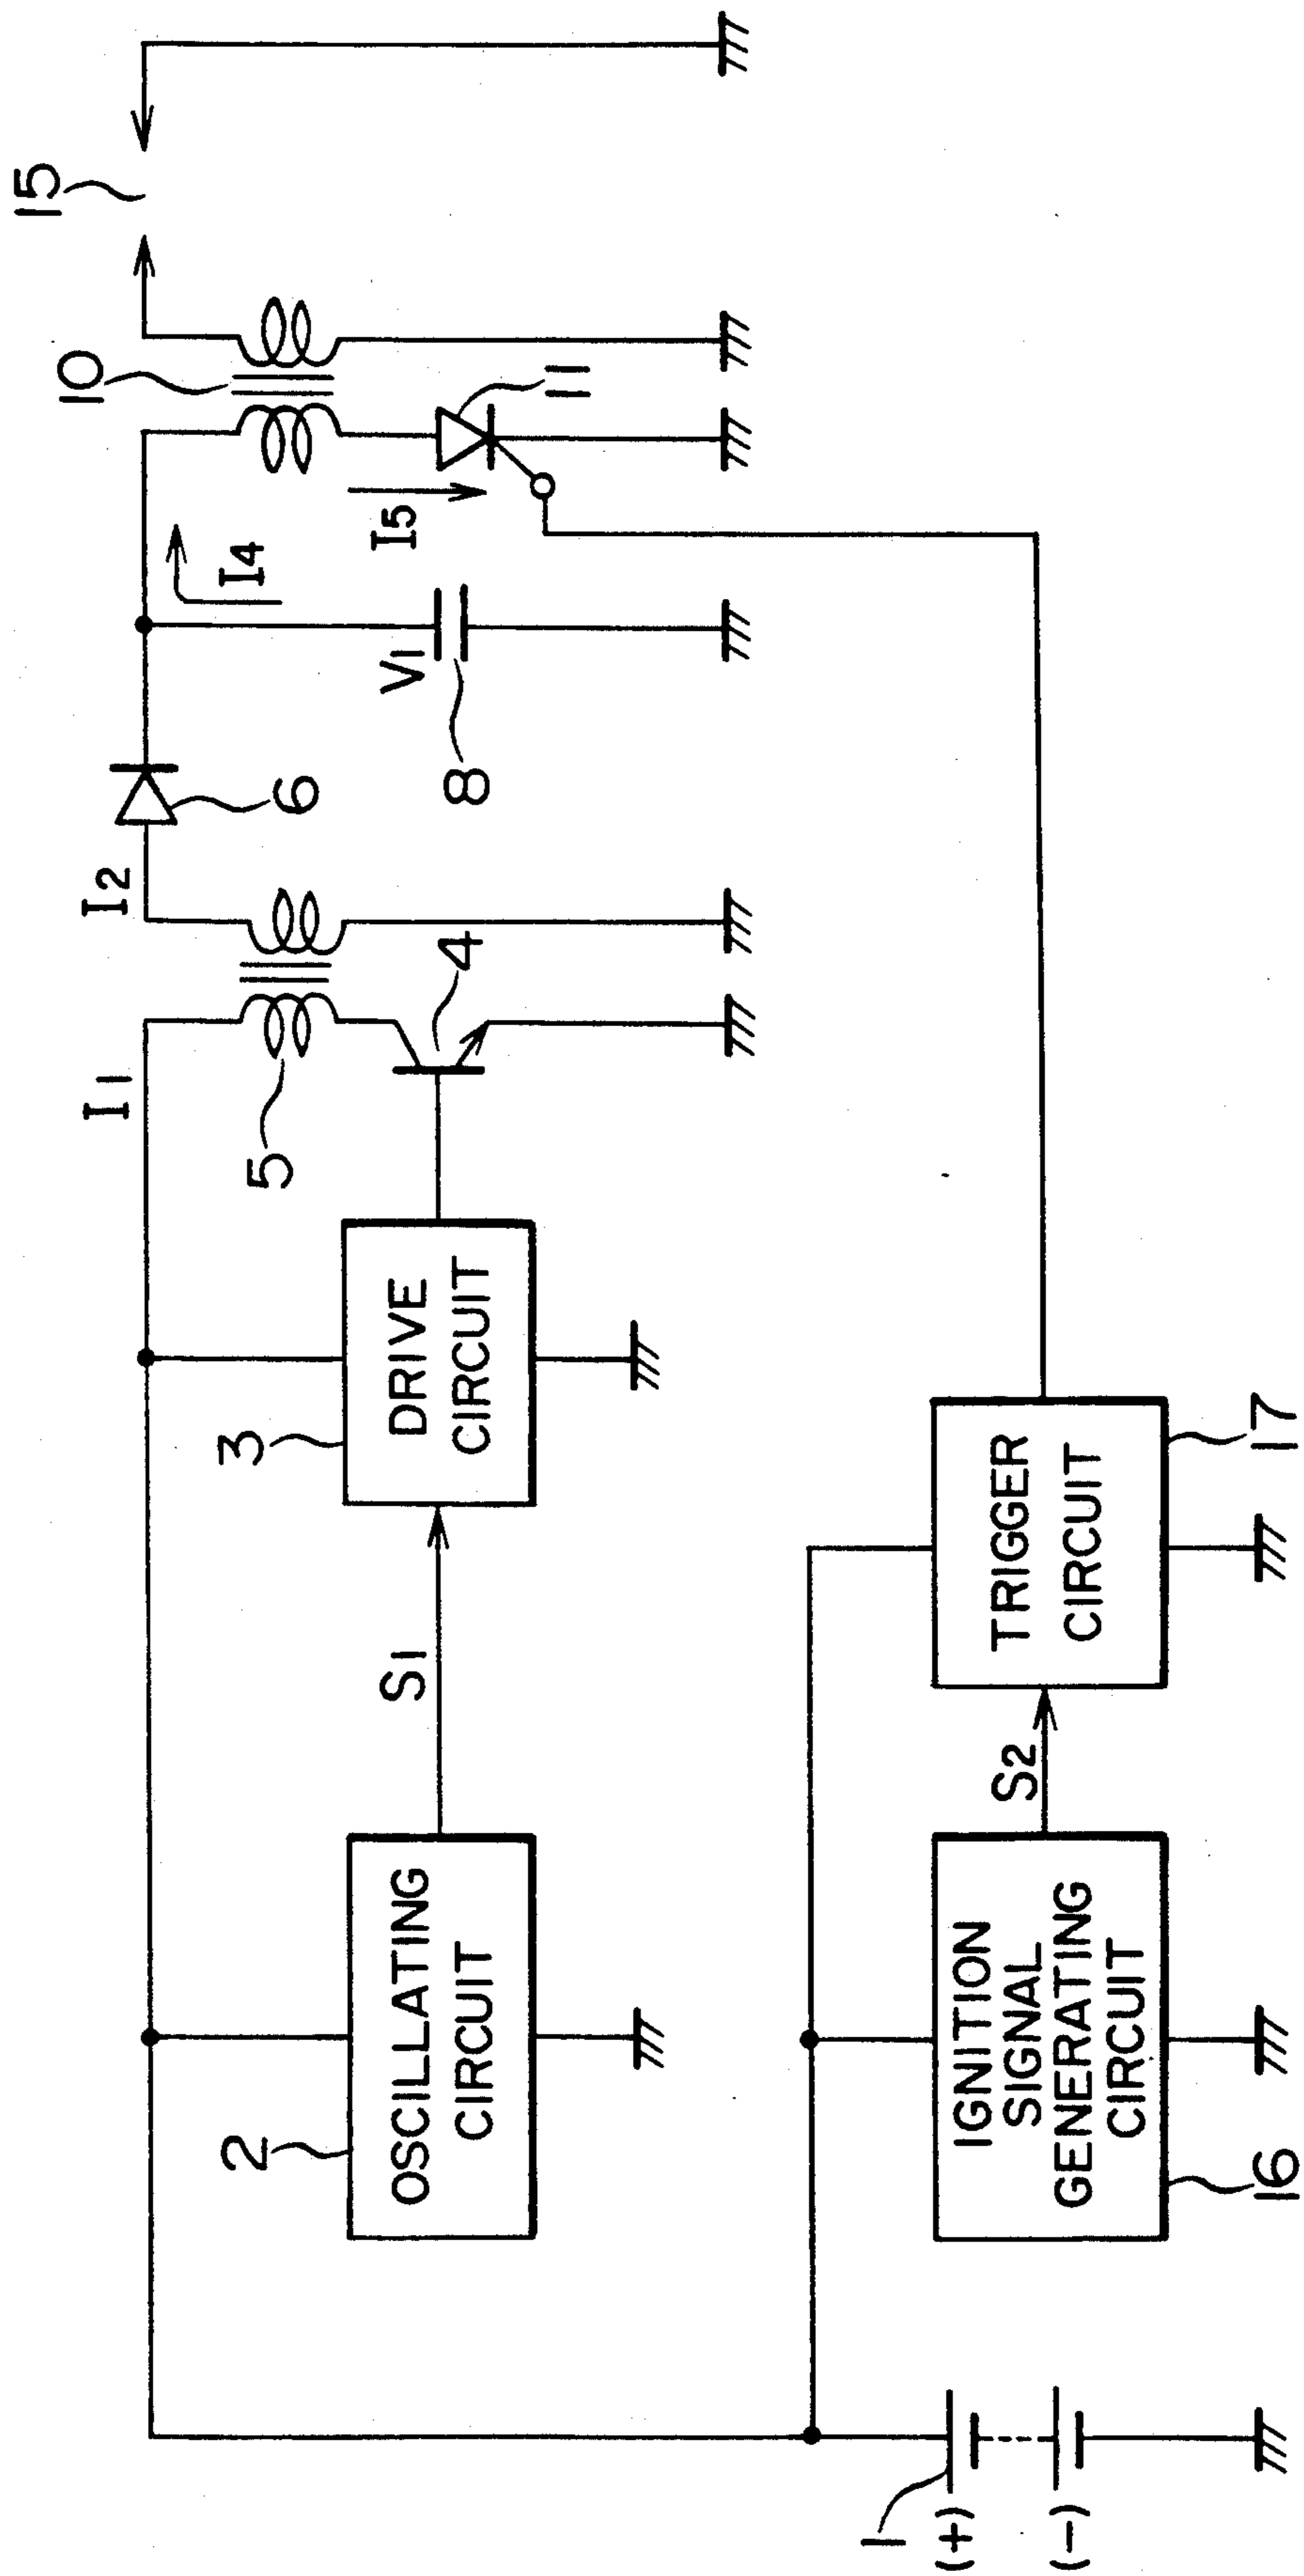 I1
I2
I4
15
10
5
4
6
V1
8
I5
11
3
DRIVE
CIRCUIT
S1
2
OSCILLATING
CIRCUIT
1
(+)
(-)
IGNITION
SIGNAL
GENERATING
CIRCUIT
16
S2
TRIGGER
CIRCUIT
17